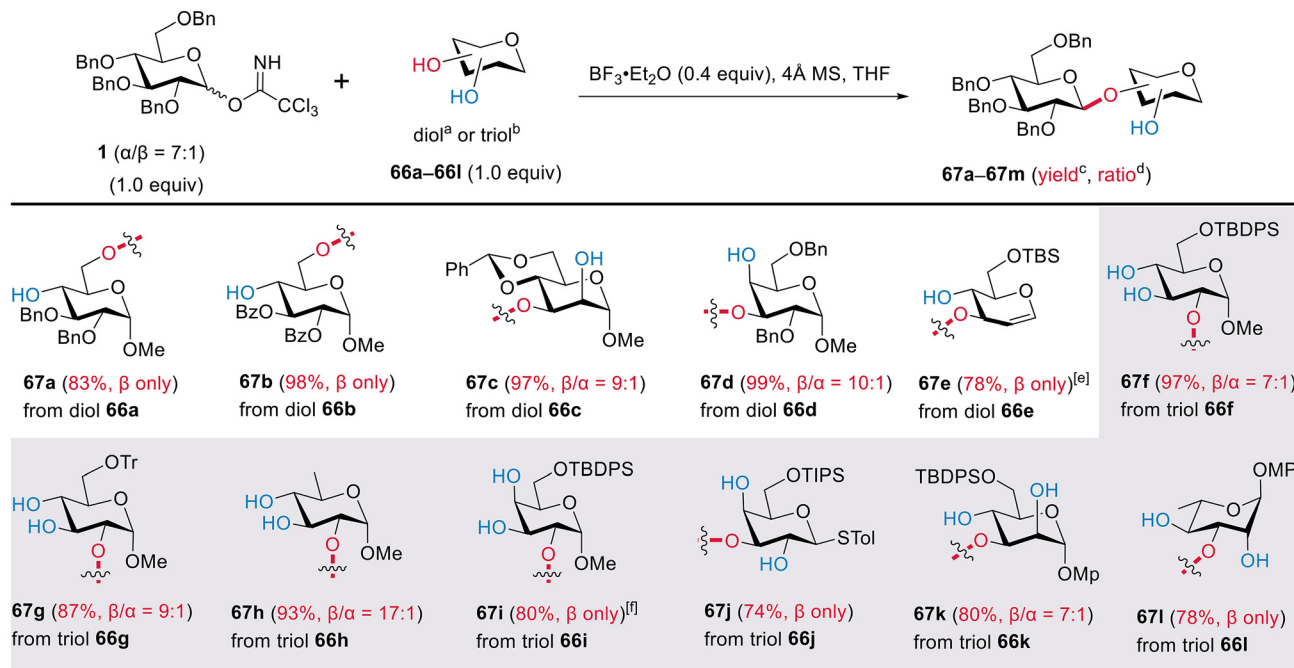 OBn
BnO
BnO
BnO
O
O
NH
CCl3
+
HO
HO
O
BF3•Et2O (0.4 equiv), 4Å MS, THF
OBn
BnO
BnO
BnO
O
O
O
HO
1 (α/β = 7:1)
(1.0 equiv)
diolᵃ or triolᵇ
66a–66l (1.0 equiv)
67a–67m (yieldᶜ, ratioᵈ)
O
HO
BnO
BnO
O
OMe
67a (83%, β only)
from diol 66a
O
HO
BzO
BzO
O
OMe
67b (98%, β only)
from diol 66b
Ph
O
O
O
OH
O
OMe
67c (97%, β/α = 9:1)
from diol 66c
HO
OBn
O
O
BnO
OMe
67d (99%, β/α = 10:1)
from diol 66d
OTBS
HO
O
O
67e (78%, β only)[e]
from diol 66e
OTBDPS
HO
HO
O
O
OMe
67f (97%, β/α = 7:1)
from triol 66f
OTr
HO
HO
O
O
OMe
67g (87%, β/α = 9:1)
from triol 66g
HO
HO
O
O
OMe
67h (93%, β/α = 17:1)
from triol 66h
HO
OTBDPS
HO
O
O
OMe
67i (80%, β only)[f]
from triol 66i
HO
OTIPS
O
O
HO
STol
67j (74%, β only)
from triol 66j
TBDPSO
HO
O
OH
O
OMp
67k (80%, β/α = 7:1)
from triol 66k
OMP
O
HO
O
OH
67l (78%, β only)
from triol 66l